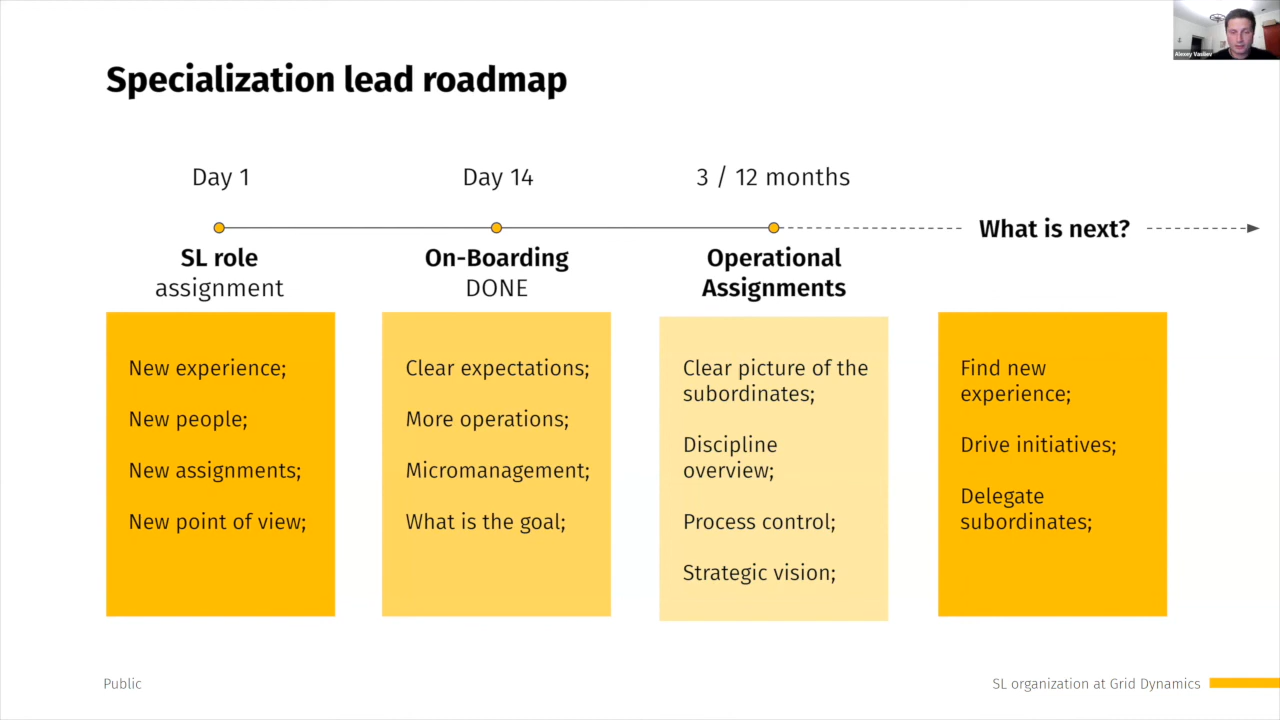 Alexey Vasilev
Specialization lead roadmap
Day 1
Day 14
3 / 12 months
What is next?
SL role
assignment
On-Boarding
DONE
Operational
Assignments
New experience;
New people;
New assignments;
New point of view;
Clear expectations;
More operations;
Micromanagement;
What is the goal;
Clear picture of the
subordinates;
Discipline
overview;
Process control;
Strategic vision;
Find new
experience;
Drive initiatives;
Delegate
subordinates;
Public
SL organization at Grid Dynamics